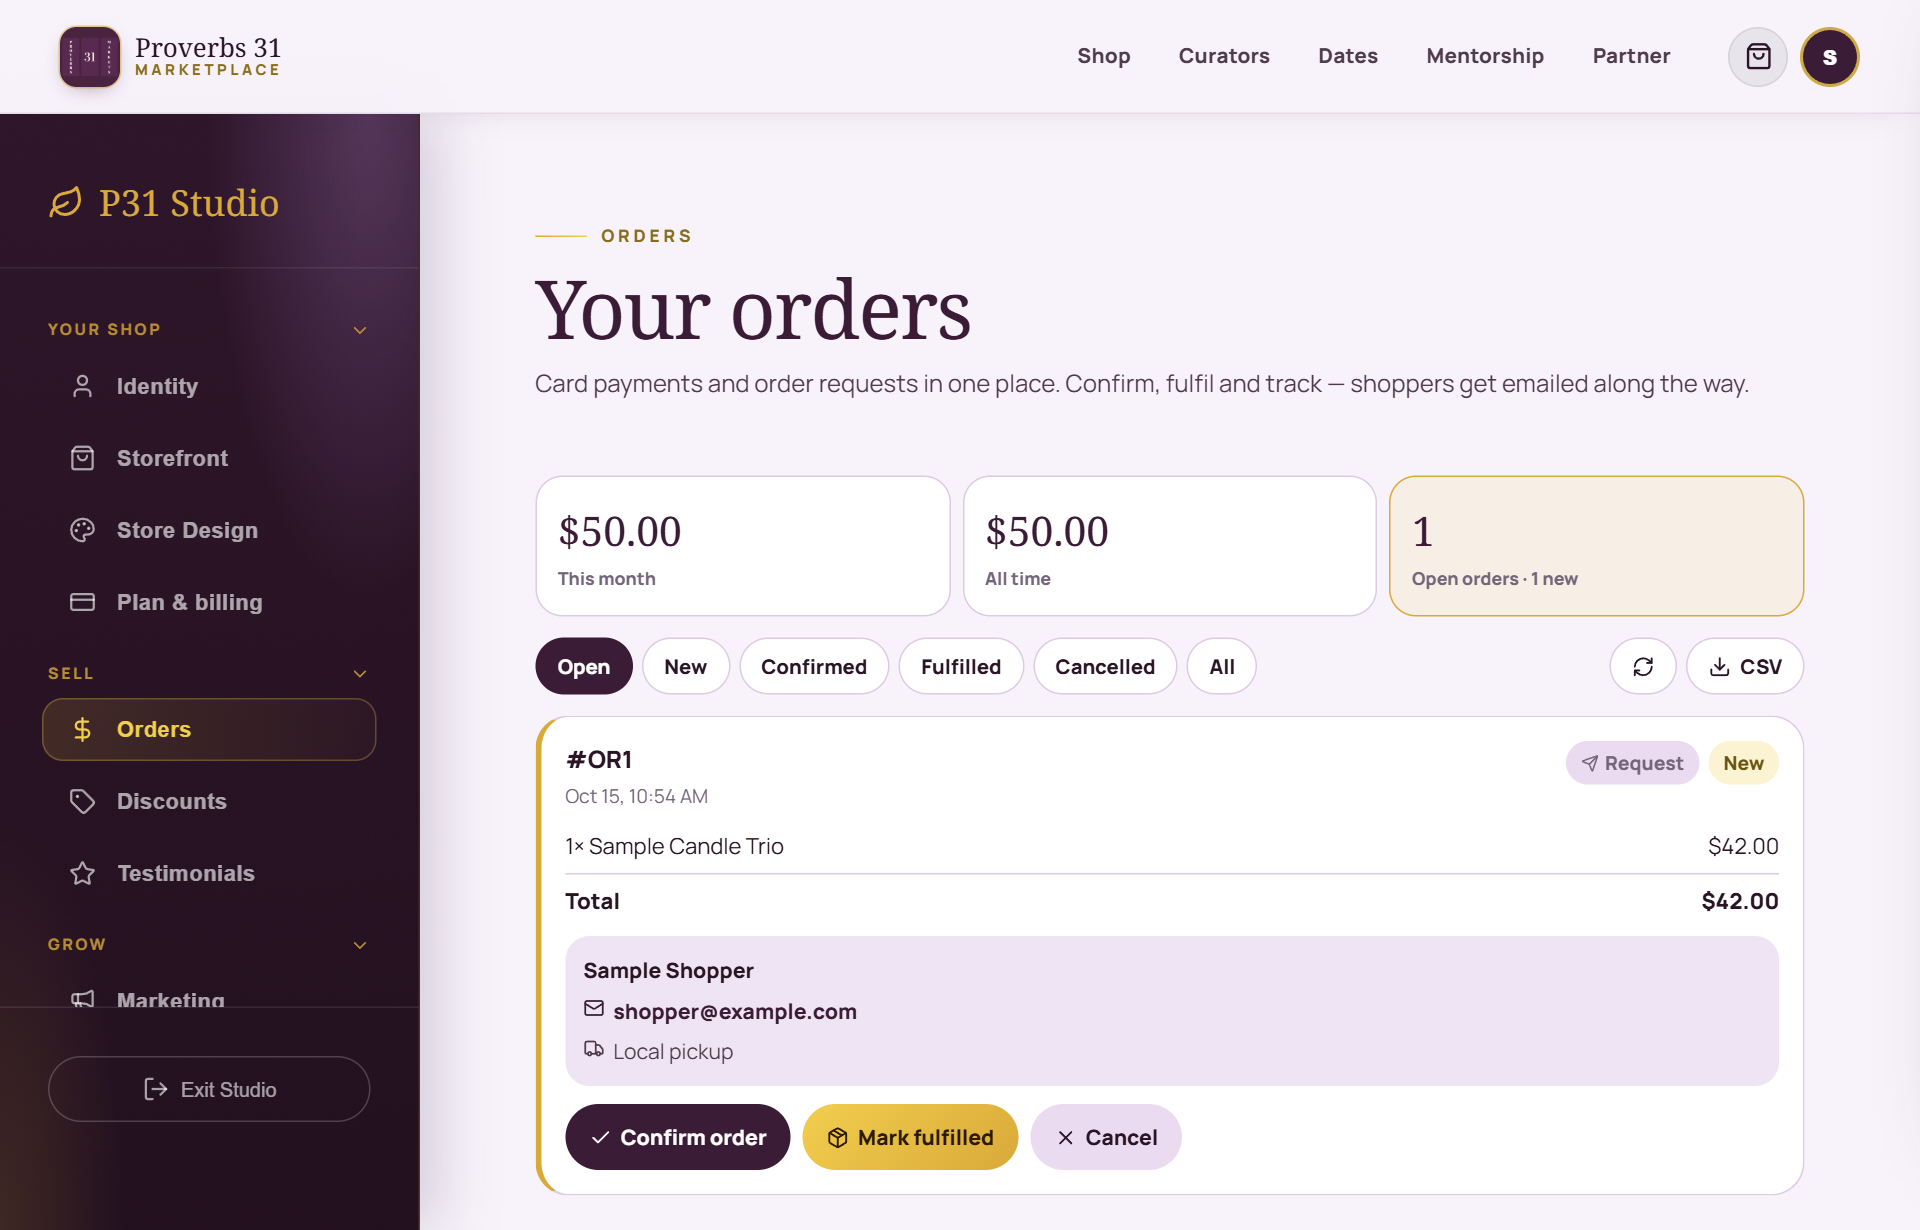 31
Proverbs 31
MARKETPLACE
Shop
Curators
Dates
Mentorship
Partner
S
P31 Studio
YOUR SHOP
Identity
Storefront
Store Design
Plan & billing
SELL
Orders
Discounts
Testimonials
GROW
Marketing
Exit Studio
ORDERS
Your orders
Card payments and order requests in one place. Confirm, fulfil and track — shoppers get emailed along the way.
$50.00
This month
$50.00
All time
1
Open orders · 1 new
Open
New
Confirmed
Fulfilled
Cancelled
All
CSV
#OR1
Request
New
Oct 15, 10:54 AM
1× Sample Candle Trio
$42.00
Total
$42.00
Sample Shopper
shopper@example.com
Local pickup
Confirm order
Mark fulfilled
Cancel